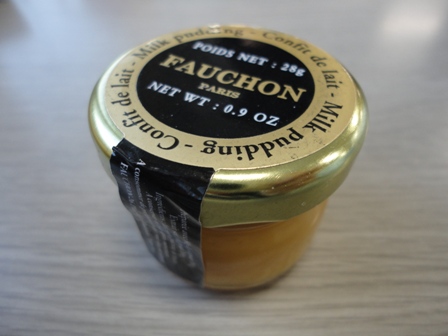 Confit de lait - Milk pudding - Confit de lait - Milk pudding -
POIDS NET : 28g
FAUCHON
PARIS
NET WT : 0.9 OZ